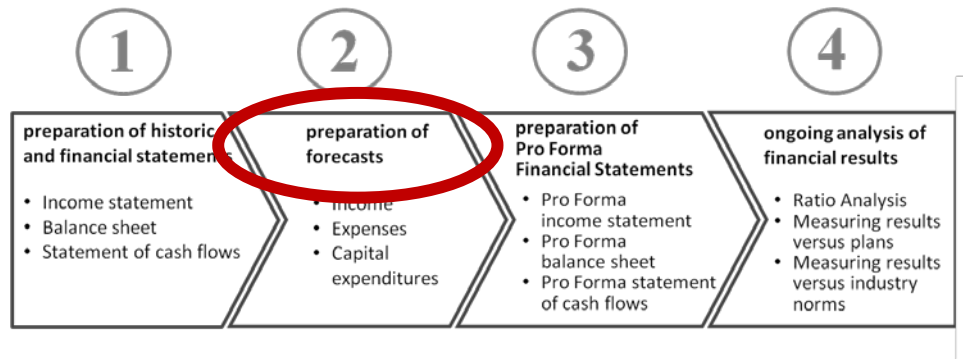 1
2
3
4
preparation of historic
and financial statements
• Income statement
• Balance sheet
• Statement of cash flows
preparation of
forecasts
• Income
• Expenses
• Capital
expenditures
preparation of
Pro Forma
Financial Statements
• Pro Forma
income statement
• Pro Forma
balance sheet
• Pro Forma statement
of cash flows
ongoing analysis of
financial results
• Ratio Analysis
• Measuring results
versus plans
• Measuring results
versus industry
norms